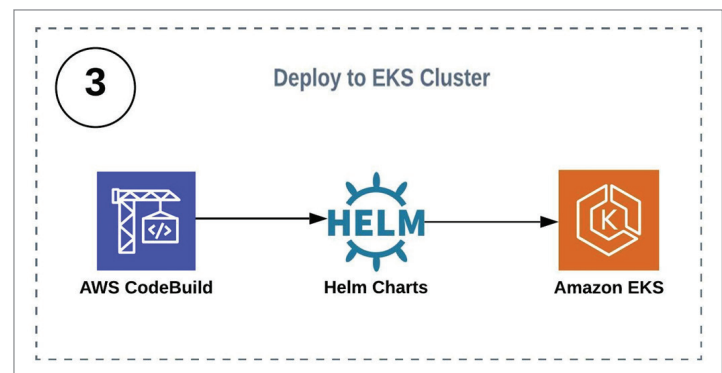 3
Deploy to EKS Cluster
</>
HELM
K
AWS CodeBuild
Helm Charts
Amazon EKS